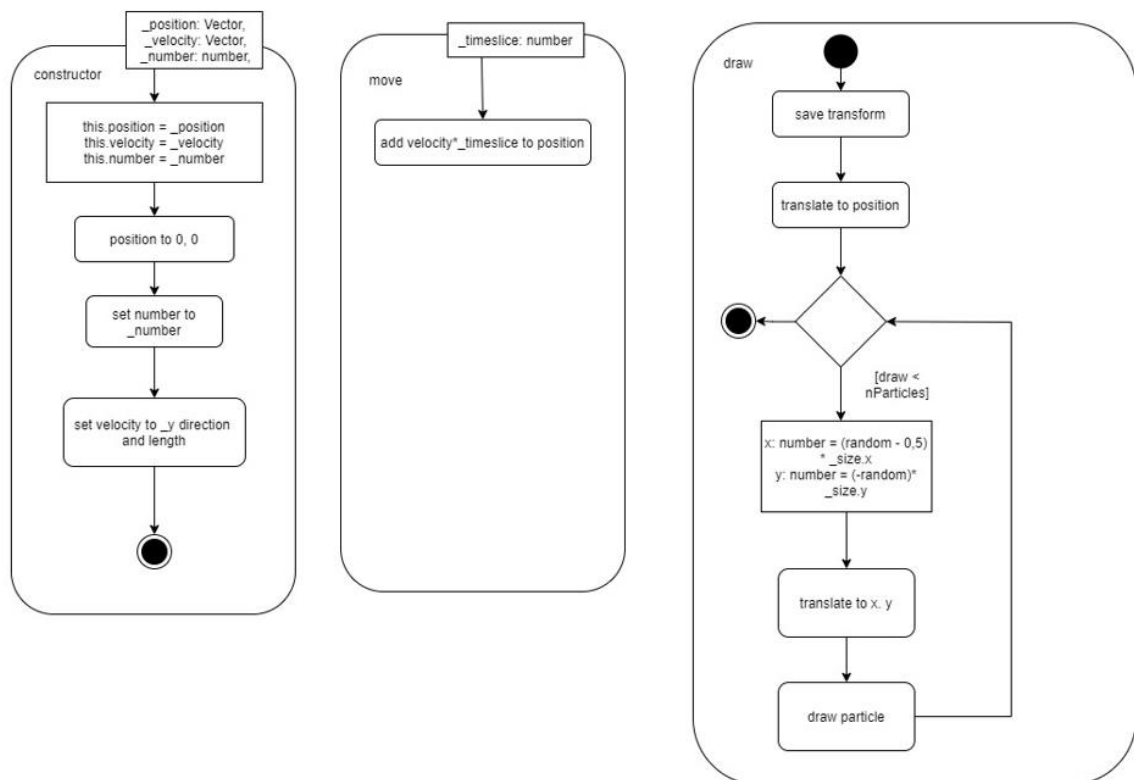 _position: Vector,
_velocity: Vector,
_number: number,
constructor
this.position = _position
this.velocity = _velocity
this.number = _number
position to 0, 0
set number to
_number
set velocity to _y direction
and length
_timeslice: number
move
add velocity*_timeslice to position
draw
save transform
translate to position
[draw <
nParticles]
x: number = (random - 0,5)
* _size.x
y: number = (-random)*
_size.y
translate to x. y
draw particle